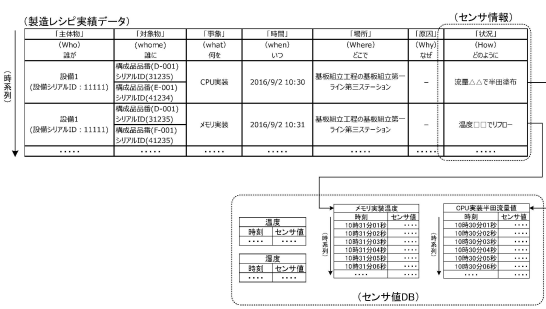 (製造レシピ実績データ)
(センサ情報)
「主体物」 「対象物」 「事象」 「時間」 「場所」 「原因」 「状況」
(Who) (whome) (what) (when) (Where) (Why) (How)
誰が 誰に 何を いつ どこで なぜ どのように
(時系列)
設備1
(設備シリアルID：11111)
構成品品番(D-001)
シリアルID(31235)
構成品品番(E-001)
シリアルID(41234)
CPU実装
2016/9/2 10:30
基板組立工程の基板組立第一
ライン第三ステーション
－
流量△△で半田塗布
設備1
(設備シリアルID：11111)
構成品品番(D-001)
シリアルID(31235)
構成品品番(F-001)
シリアルID(41235)
メモリ実装
2016/9/2 10:31
基板組立工程の基板組立第一
ライン第三ステーション
－
温度□□でリフロー
・・・・・ ・・・・・ ・・・・・ ・・・・・ ・・・・・ ・・・・・ ・・・・・
温度
時刻 センサ値
・・・・ ・・・・
湿度
時刻 センサ値
・・・・ ・・・・
(時系列)
メモリ実装温度
時刻 センサ値
10時31分01秒 ・・・・
10時31分02秒 ・・・・
10時31分03秒 ・・・・
10時31分04秒 ・・・・
10時31分05秒 ・・・・
10時31分06秒 ・・・・
・・・・ ・・・・
(時系列)
CPU実装半田流量値
時刻 センサ値
10時30分01秒 ・・・・
10時30分02秒 ・・・・
10時30分03秒 ・・・・
10時30分04秒 ・・・・
10時30分05秒 ・・・・
10時30分06秒 ・・・・
・・・・ ・・・・
(センサ値DB)